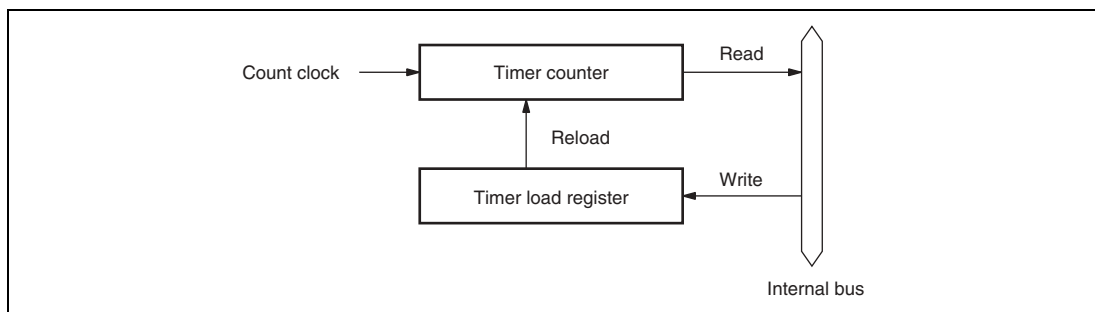 Read
Count clock
Timer counter
Reload
Write
Timer load register
Internal bus